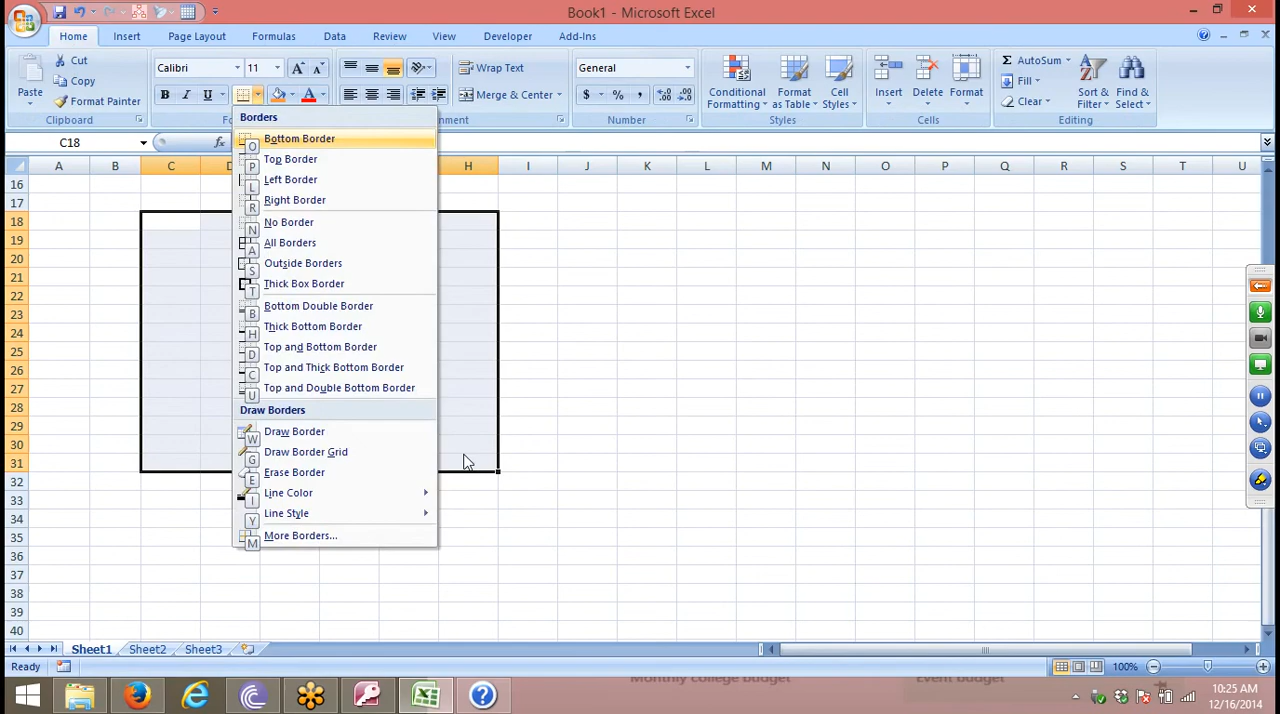 Book1 - Microsoft Excel
Home Insert Page Layout Formulas Data Review View Developer Add-Ins
Paste Cut Copy Format Painter
Calibri 11 B I U A A A
Wrap Text
Merge & Center
General
$ % ,
Conditional Formatting Format as Table Cell Styles
Insert Delete Format
Σ AutoSum Fill Clear
Sort & Filter Find & Select
Clipboard Number Styles Cells Editing
C18 fx
A B C D H I J K L M N O P Q R S T U
16
17
18
19
20
21
22
23
24
25
26
27
28
29
30
31
32
33
34
35
36
37
38
39
40
Borders
O Bottom Border
P Top Border
L Left Border
R Right Border
N No Border
A All Borders
S Outside Borders
T Thick Box Border
B Bottom Double Border
H Thick Bottom Border
D Top and Bottom Border
C Top and Thick Bottom Border
U Top and Double Bottom Border
Draw Borders
W Draw Border
G Draw Border Grid
E Erase Border
I Line Color
Y Line Style
M More Borders...
Sheet1 Sheet2 Sheet3
Ready 100%
Monthly college budget Event budget
10:25 AM
12/16/2014